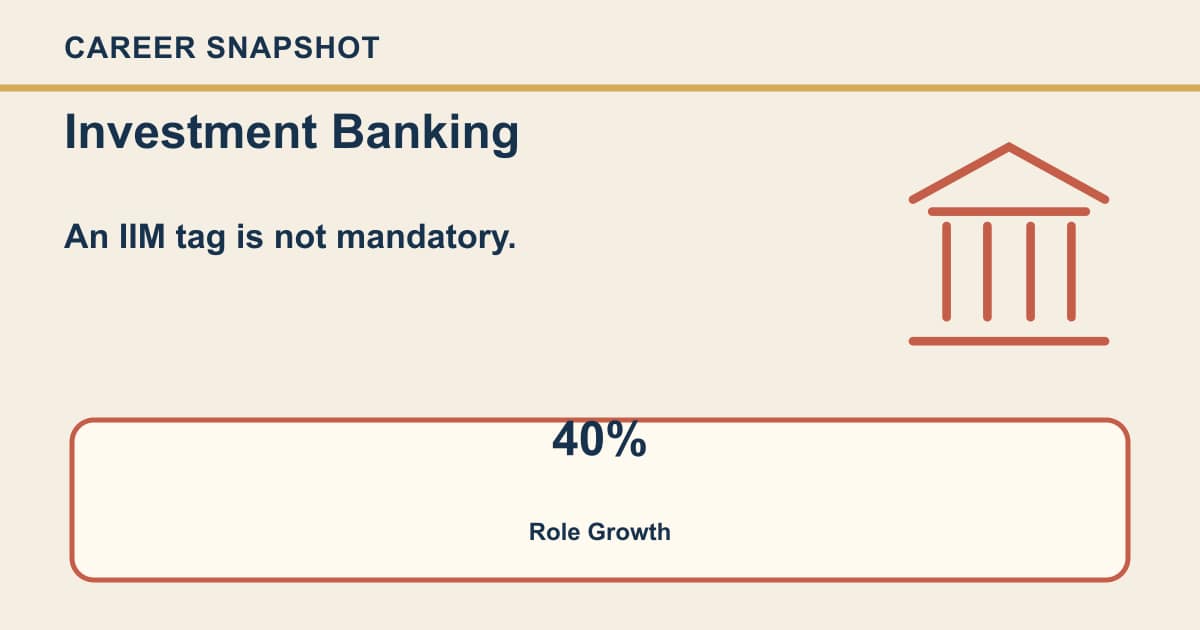 CAREER SNAPSHOT
Investment Banking
An IIM tag is not mandatory.
40%
Role Growth